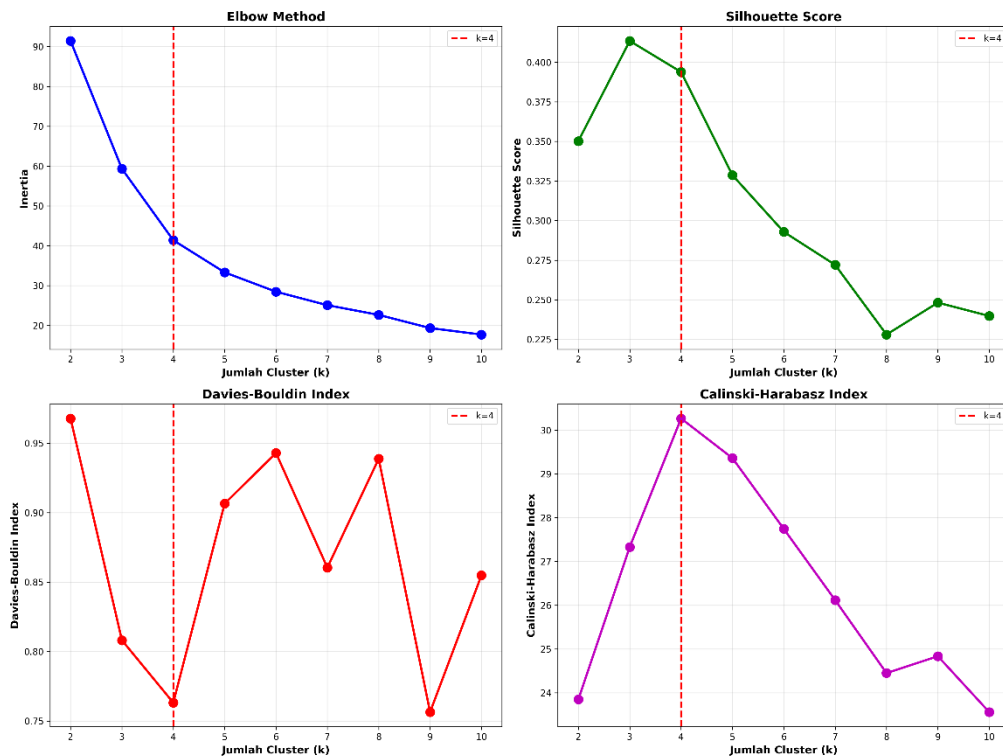 Elbow Method
k=4
90
80
70
60
50
40
30
20
Inertia
2 3 4 5 6 7 8 9 10
Jumlah Cluster (k)
Silhouette Score
k=4
0.400
0.375
0.350
0.325
0.300
0.275
0.250
0.225
Silhouette Score
2 3 4 5 6 7 8 9 10
Jumlah Cluster (k)
Davies-Bouldin Index
k=4
0.95
0.90
0.85
0.80
0.75
Davies-Bouldin Index
2 3 4 5 6 7 8 9 10
Jumlah Cluster (k)
Calinski-Harabasz Index
k=4
30
29
28
27
26
25
24
Calinski-Harabasz Index
2 3 4 5 6 7 8 9 10
Jumlah Cluster (k)